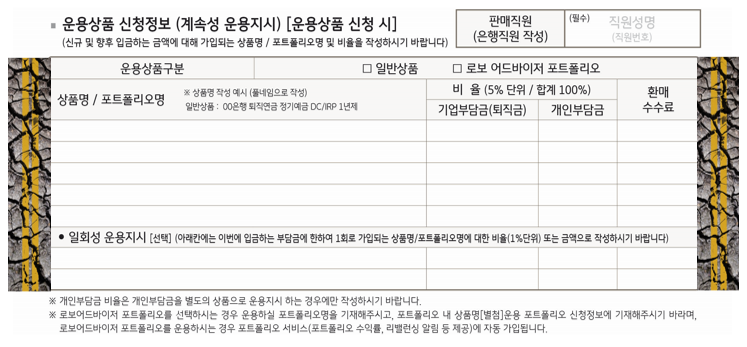 ■ 운용상품 신청정보 (계속성 운용지시) [운용상품 신청 시]
(신규 및 향후 입금하는 금액에 대해 가입되는 상품명 / 포트폴리오명 및 비율을 작성하시기 바랍니다)
판매직원
(은행직원 작성)
(필수)
직원성명
(직원번호)
운용상품구분
□ 일반상품
□ 로보 어드바이저 포트폴리오
상품명 / 포트폴리오명
※ 상품명 작성 예시 (풀네임으로 작성)
일반상품 : 00은행 퇴직연금 정기예금 DC/IRP 1년제
비 율 (5% 단위 / 합계 100%)
기업부담금(퇴직금)
개인부담금
환매
수수료
● 일회성 운용지시 [선택] (아래칸에는 이번에 입금하는 부담금에 한하여 1회로 가입되는 상품명/포트폴리오명에 대한 비율(1%단위) 또는 금액으로 작성하시기 바랍니다)
※ 개인부담금 비율은 개인부담금을 별도의 상품으로 운용지시 하는 경우에만 작성하시기 바랍니다.
※ 로보어드바이저 포트폴리오를 선택하시는 경우 운용하실 포트폴리오명을 기재해주시고, 포트폴리오 내 상품명[별첨]운용 포트폴리오 신청정보에 기재해주시기 바라며,
로보어드바이저 포트폴리오를 운용하시는 경우 포트폴리오 서비스(포트폴리오 수익률, 리밸런싱 알림 등 제공)에 자동 가입됩니다.